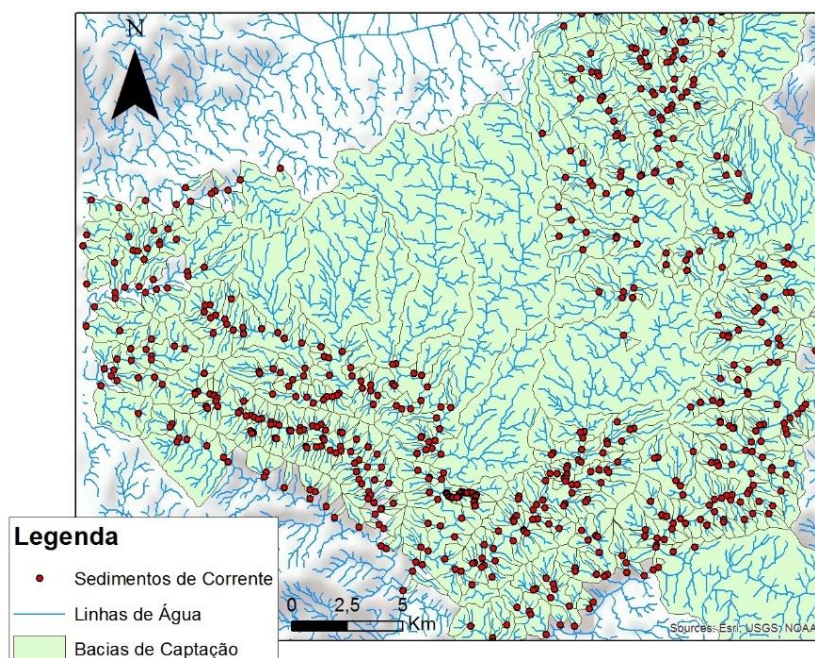 N
Legenda
Sedimentos de Corrente
Linhas de Água
Bacias de Captação
0 2,5 5
Km
Sources: Esri, USGS, NOAA